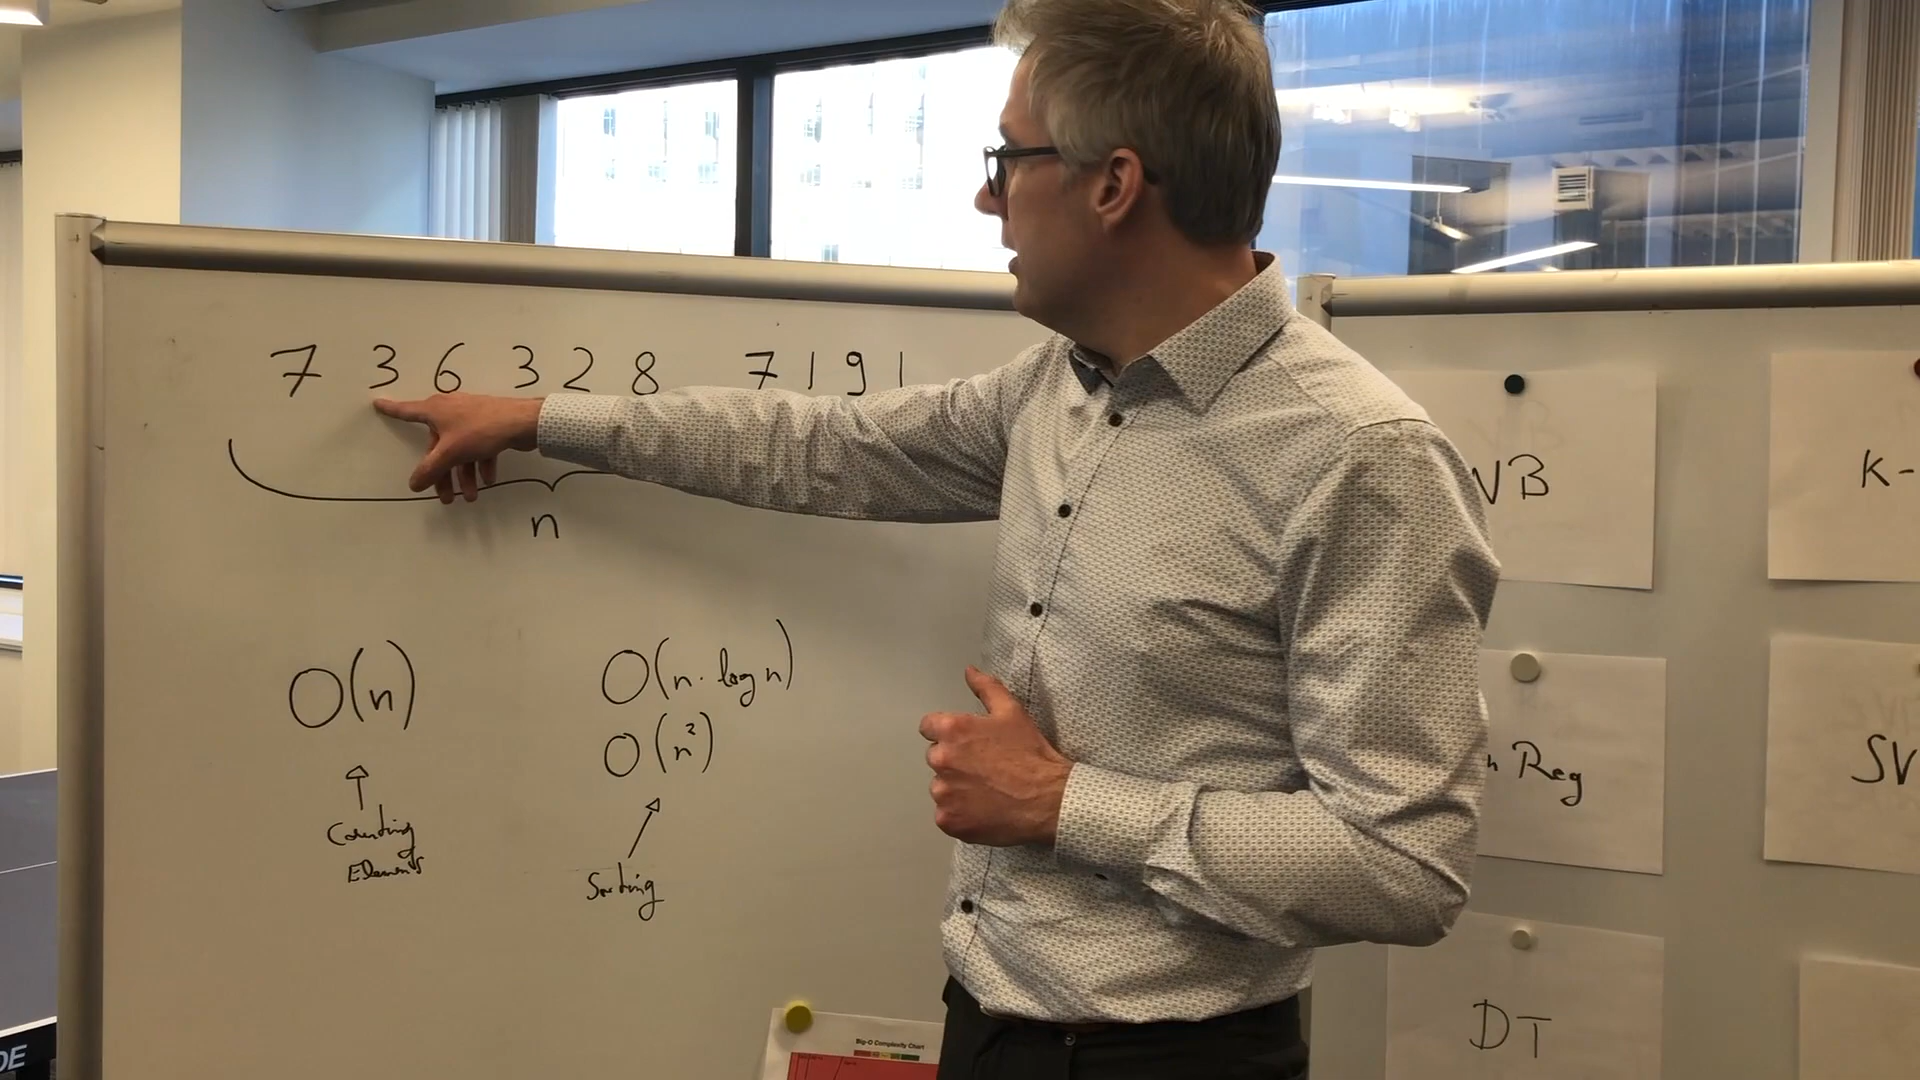 7 3 6 3 2 8 7 1 9 1
n
O(n)
O(n · log n)
O(n²)
Counting
Elements
Sorting
Big-O Complexity Chart
NB
K-
Reg
SV
DT
DE